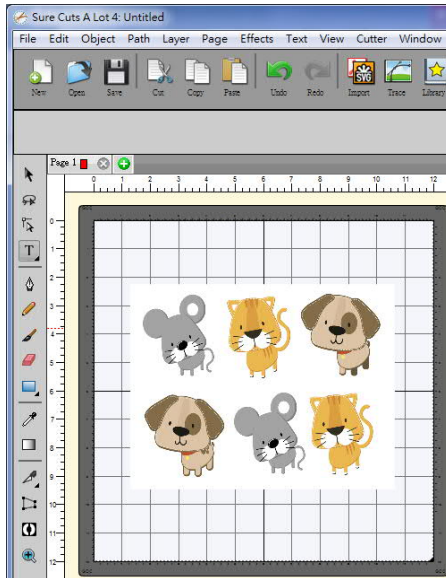 Sure Cuts A Lot 4: Untitled
File Edit Object Path Layer Page Effects Text View Cutter Window
New Open Save Cut Copy Paste Undo Redo Import Trace Library
SVG
Page 1
0 1 2 3 4 5 6 7 8 9 10 11 12
T
0
1
2
3
4
5
6
7
8
9
10
11
12